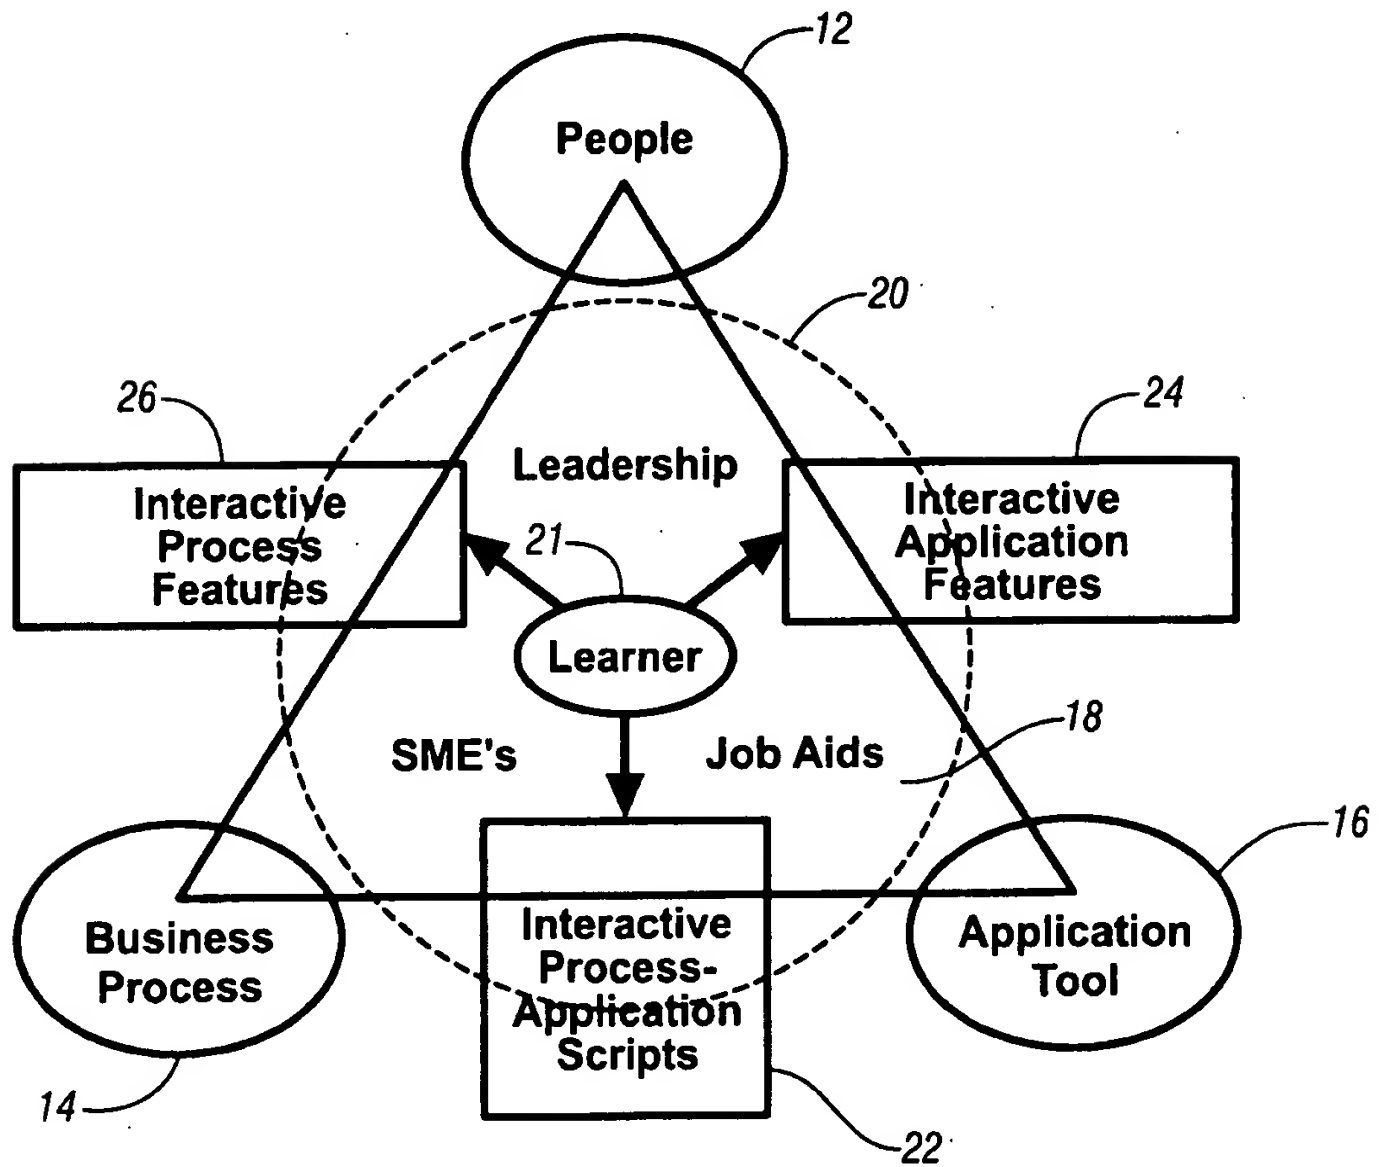 12
People
20
26
24
Leadership
Interactive
Process
Features
Interactive
Application
Features
21
Learner
18
SME's
Job Aids
16
Business
Process
Interactive
Process-
Application
Scripts
Application
Tool
14
22